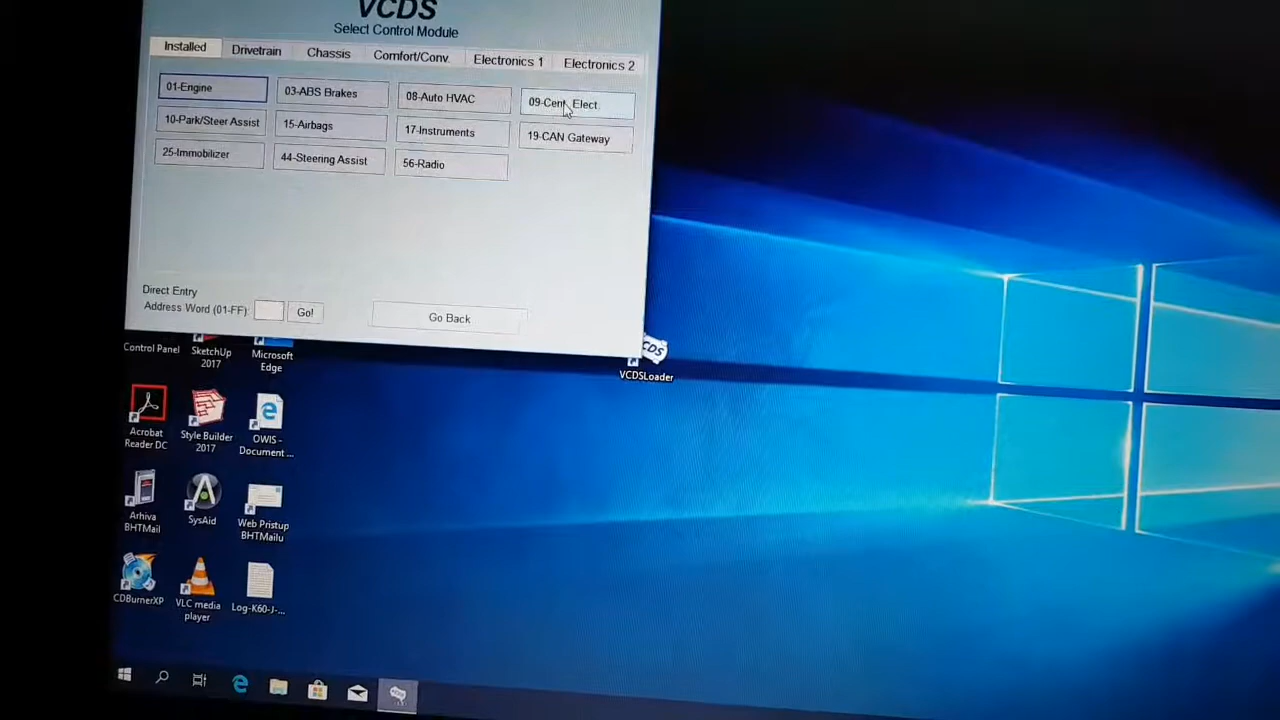 VCDS
Select Control Module
Installed
Drivetrain
Chassis
Comfort/Conv.
Electronics 1
Electronics 2
01-Engine
03-ABS Brakes
08-Auto HVAC
09-Cent. Elect.
10-Park/Steer Assist
15-Airbags
17-Instruments
19-CAN Gateway
25-Immobilizer
44-Steering Assist
56-Radio
Direct Entry
Address Word (01-FF):
Go!
Go Back
Control Panel
SketchUp
2017
Microsoft
Edge
VCDSLoader
Acrobat
Reader DC
Style Builder
2017
OWIS -
Document ...
Arhiva
BHTMail
SysAid
Web Pristup
BHTMailu
CDBurnerXP
VLC media
player
Log-K60-J-...